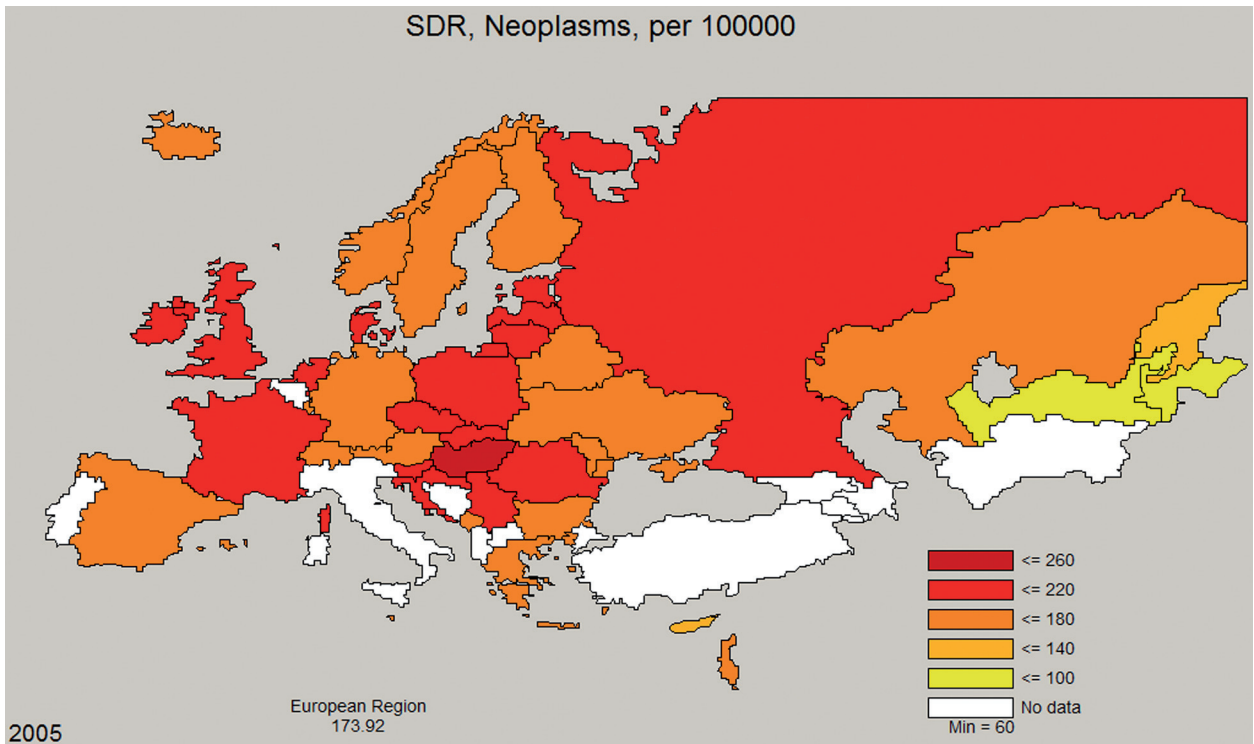 SDR, Neoplasms, per 100000
<= 260
<= 220
<= 180
<= 140
<= 100
No data
Min = 60
European Region
173.92
2005